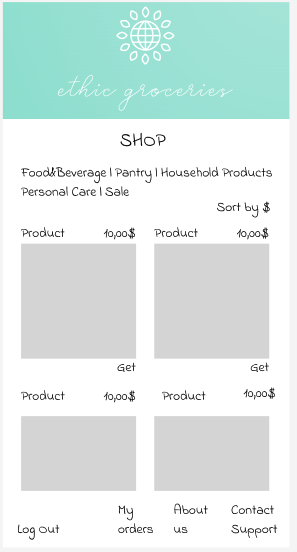 ethic groceries
SHOP
Food&Beverage | Pantry | Household Products
Personal Care | Sale
Sort by $
Product 10,00$ Product 10,00$
Get Get
Product 10,00$ Product 10,00$
My About Contact
Log Out orders us Support